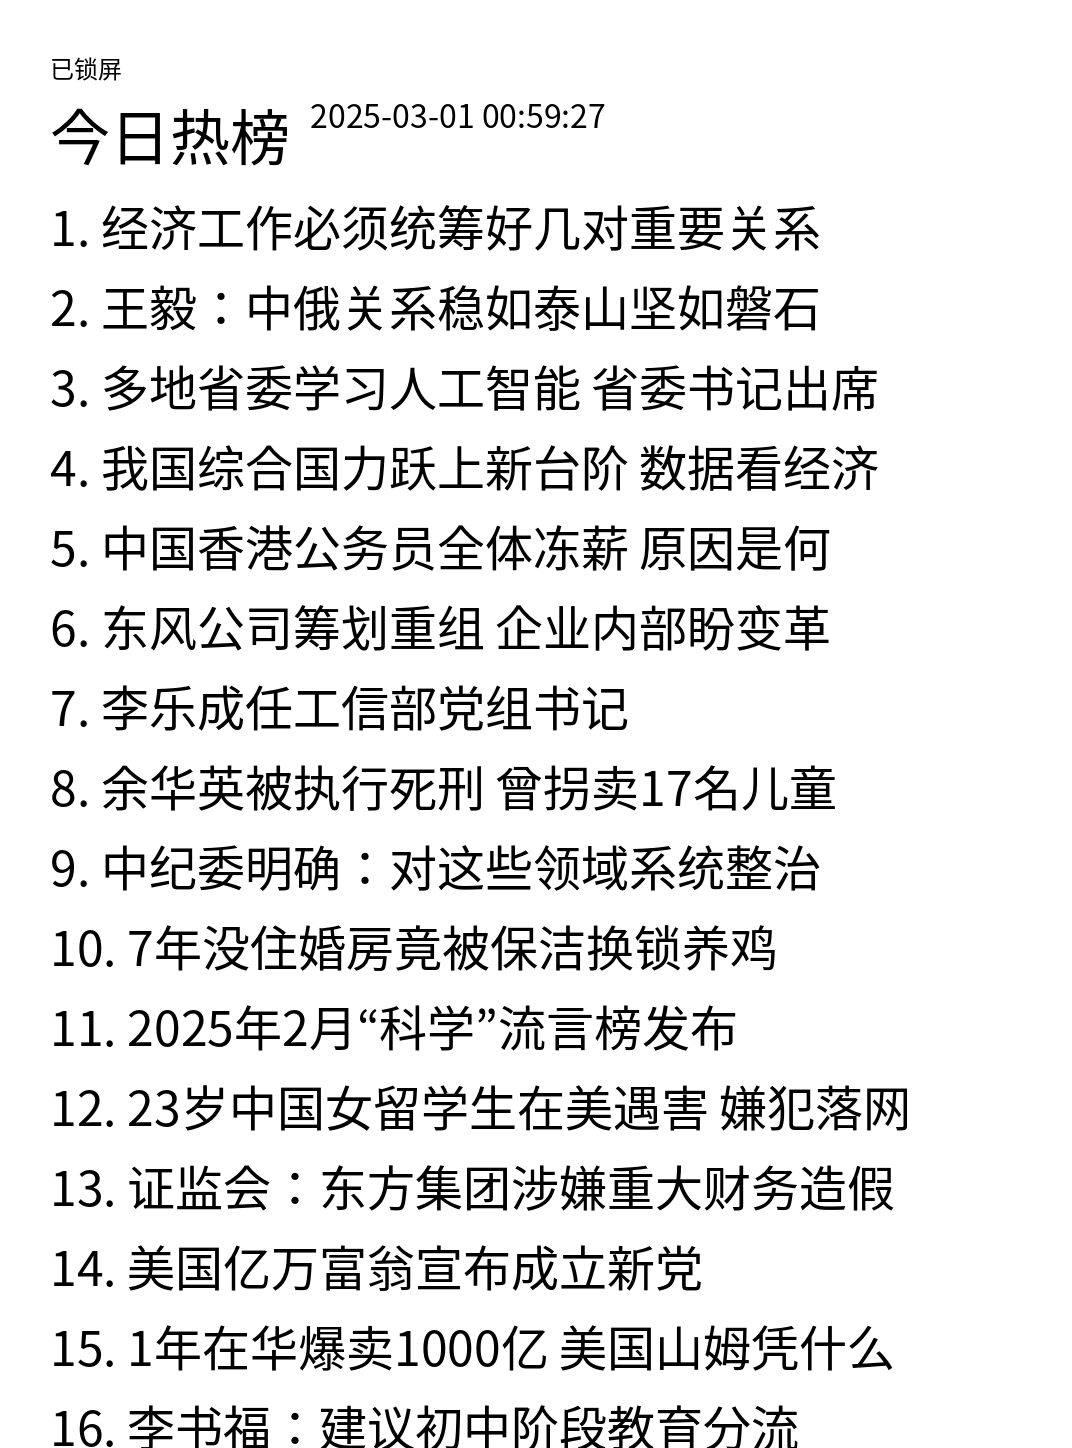 已锁屏
今日热榜 2025-03-01 00:59:27
1. 经济工作必须统筹好几对重要关系
2. 王毅：中俄关系稳如泰山坚如磐石
3. 多地省委学习人工智能 省委书记出席
4. 我国综合国力跃上新台阶 数据看经济
5. 中国香港公务员全体冻薪 原因是何
6. 东风公司筹划重组 企业内部盼变革
7. 李乐成任工信部党组书记
8. 余华英被执行死刑 曾拐卖17名儿童
9. 中纪委明确：对这些领域系统整治
10. 7年没住婚房竟被保洁换锁养鸡
11. 2025年2月“科学”流言榜发布
12. 23岁中国女留学生在美遇害 嫌犯落网
13. 证监会：东方集团涉嫌重大财务造假
14. 美国亿万富翁宣布成立新党
15. 1年在华爆卖1000亿 美国山姆凭什么
16. 李书福：建议初中阶段教育分流